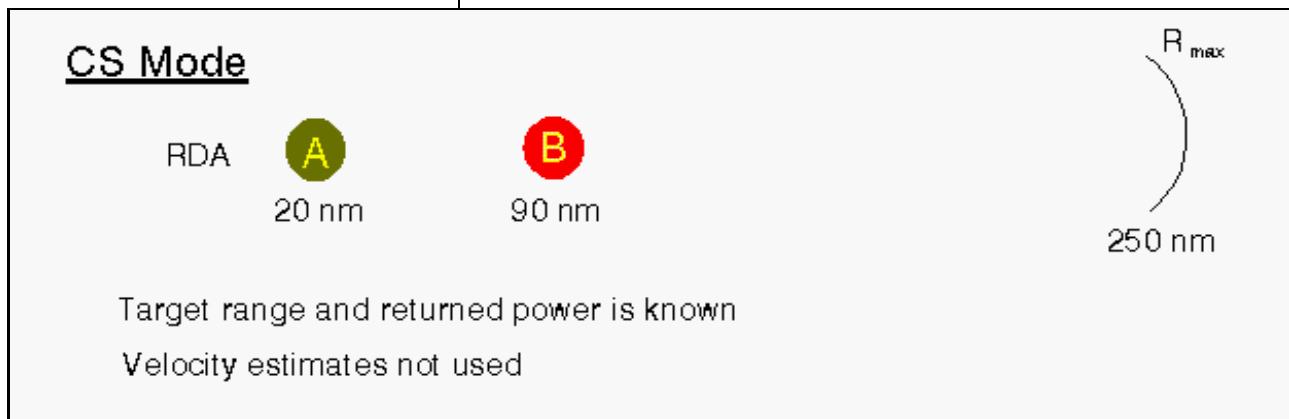 CS Mode
R max
RDA A B
20 nm 90 nm
250 nm
Target range and returned power is known
Velocity estimates not used